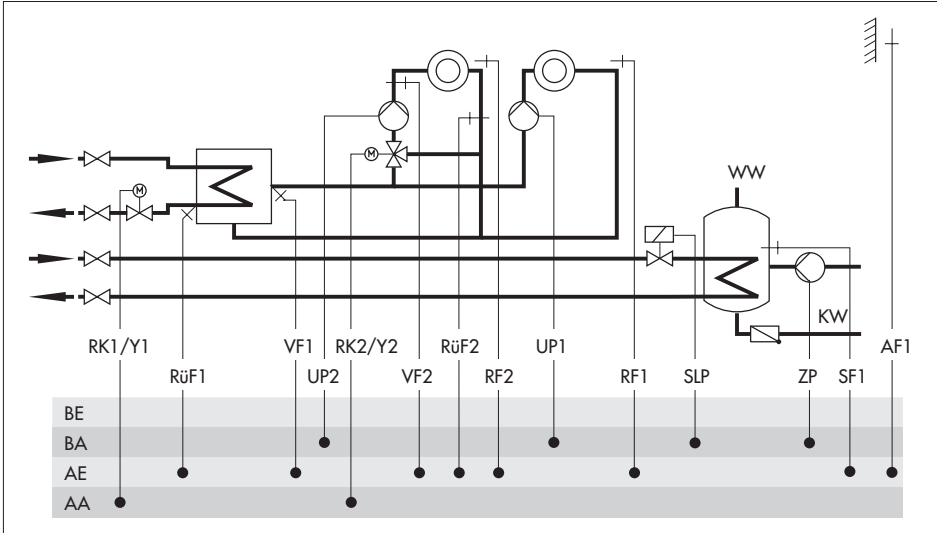 WW
M
M
KW
RK1/Y1 VF1 RK2/Y2 RüF2 UP1 AF1
RüF1 UP2 VF2 RF2 RF1 SLP ZP SF1
BE
BA
AE
AA